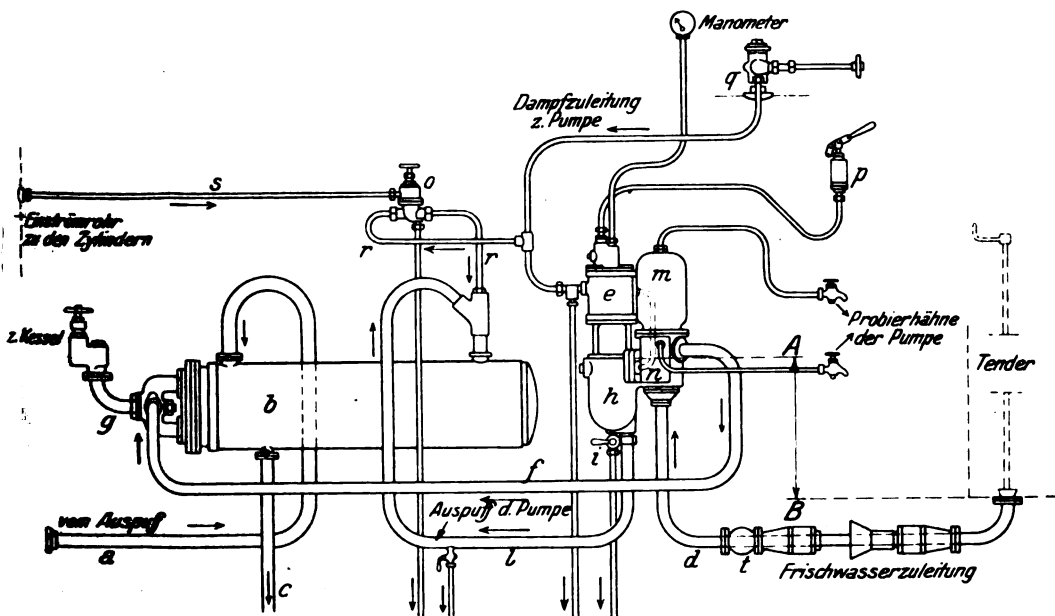 Manometer
q
Dampfzuleitung
z. Pumpe
p
s
o
Einströmrohr
zu den Zylindern
r
r
m
e
z. Kessel
Probierhähne
der Pumpe
A
Tender
n
b
h
g
i
f
vom Auspuff
a
Auspuff d. Pumpe
B
l
d
t
Frischwasserzuleitung
c